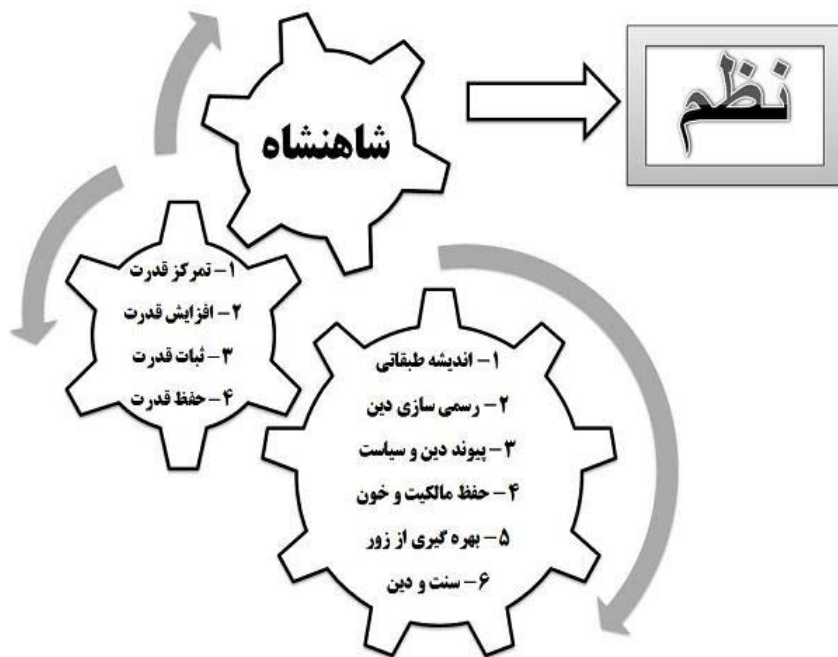 نظم
شاهنشاه
۱- تمرکز قدرت
۲- افزایش قدرت
۳- ثبات قدرت
۴- حفظ قدرت
۱- اندیشه طبقاتی
۲- رسمی سازی دین
۳- پیوند دین و سیاست
۴- حفظ مالکیت و خون
۵- بهره گیری از زور
۶- سنت و دین